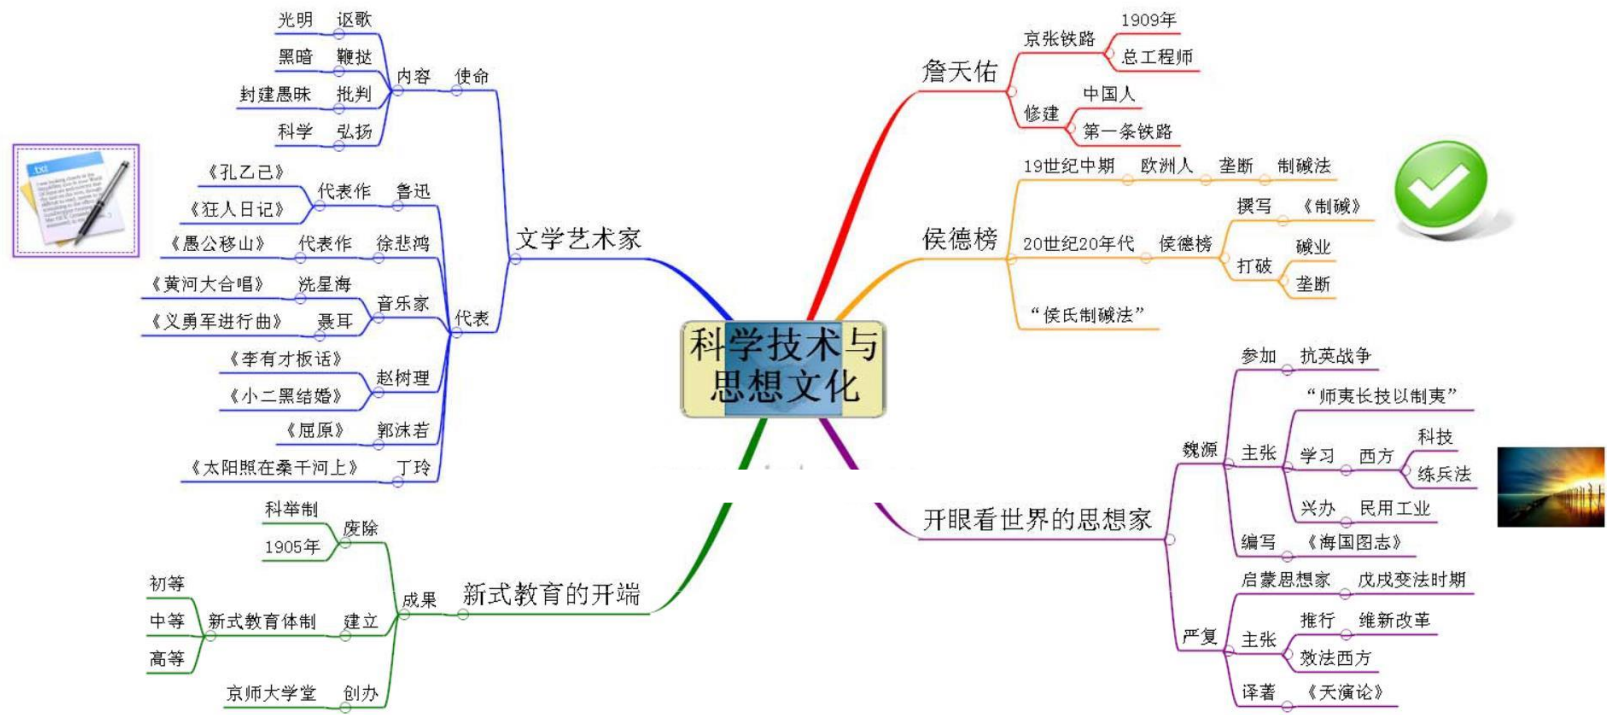 科学技术与
思想文化
詹天佑
京张铁路
1909年
总工程师
修建
中国人
第一条铁路
侯德榜
19世纪中期
欧洲人
垄断
制碱法
20世纪20年代
侯德榜
撰写
《制碱》
打破
碱业
垄断
“侯氏制碱法”
开眼看世界的思想家
魏源
参加
抗英战争
主张
“师夷长技以制夷”
学习
西方
科技
练兵法
兴办
民用工业
编写
《海国图志》
严复
启蒙思想家
戊戌变法时期
主张
推行
维新改革
效法西方
译著
《天演论》
文学艺术家
使命
内容
讴歌
光明
鞭挞
黑暗
批判
封建愚昧
弘扬
科学
代表
鲁迅
代表作
《孔乙己》
《狂人日记》
徐悲鸿
代表作
《愚公移山》
音乐家
冼星海
《黄河大合唱》
聂耳
《义勇军进行曲》
赵树理
《李有才板话》
《小二黑结婚》
郭沫若
《屈原》
丁玲
《太阳照在桑干河上》
新式教育的开端
成果
废除
科举制
1905年
建立
新式教育体制
初等
中等
高等
创办
京师大学堂